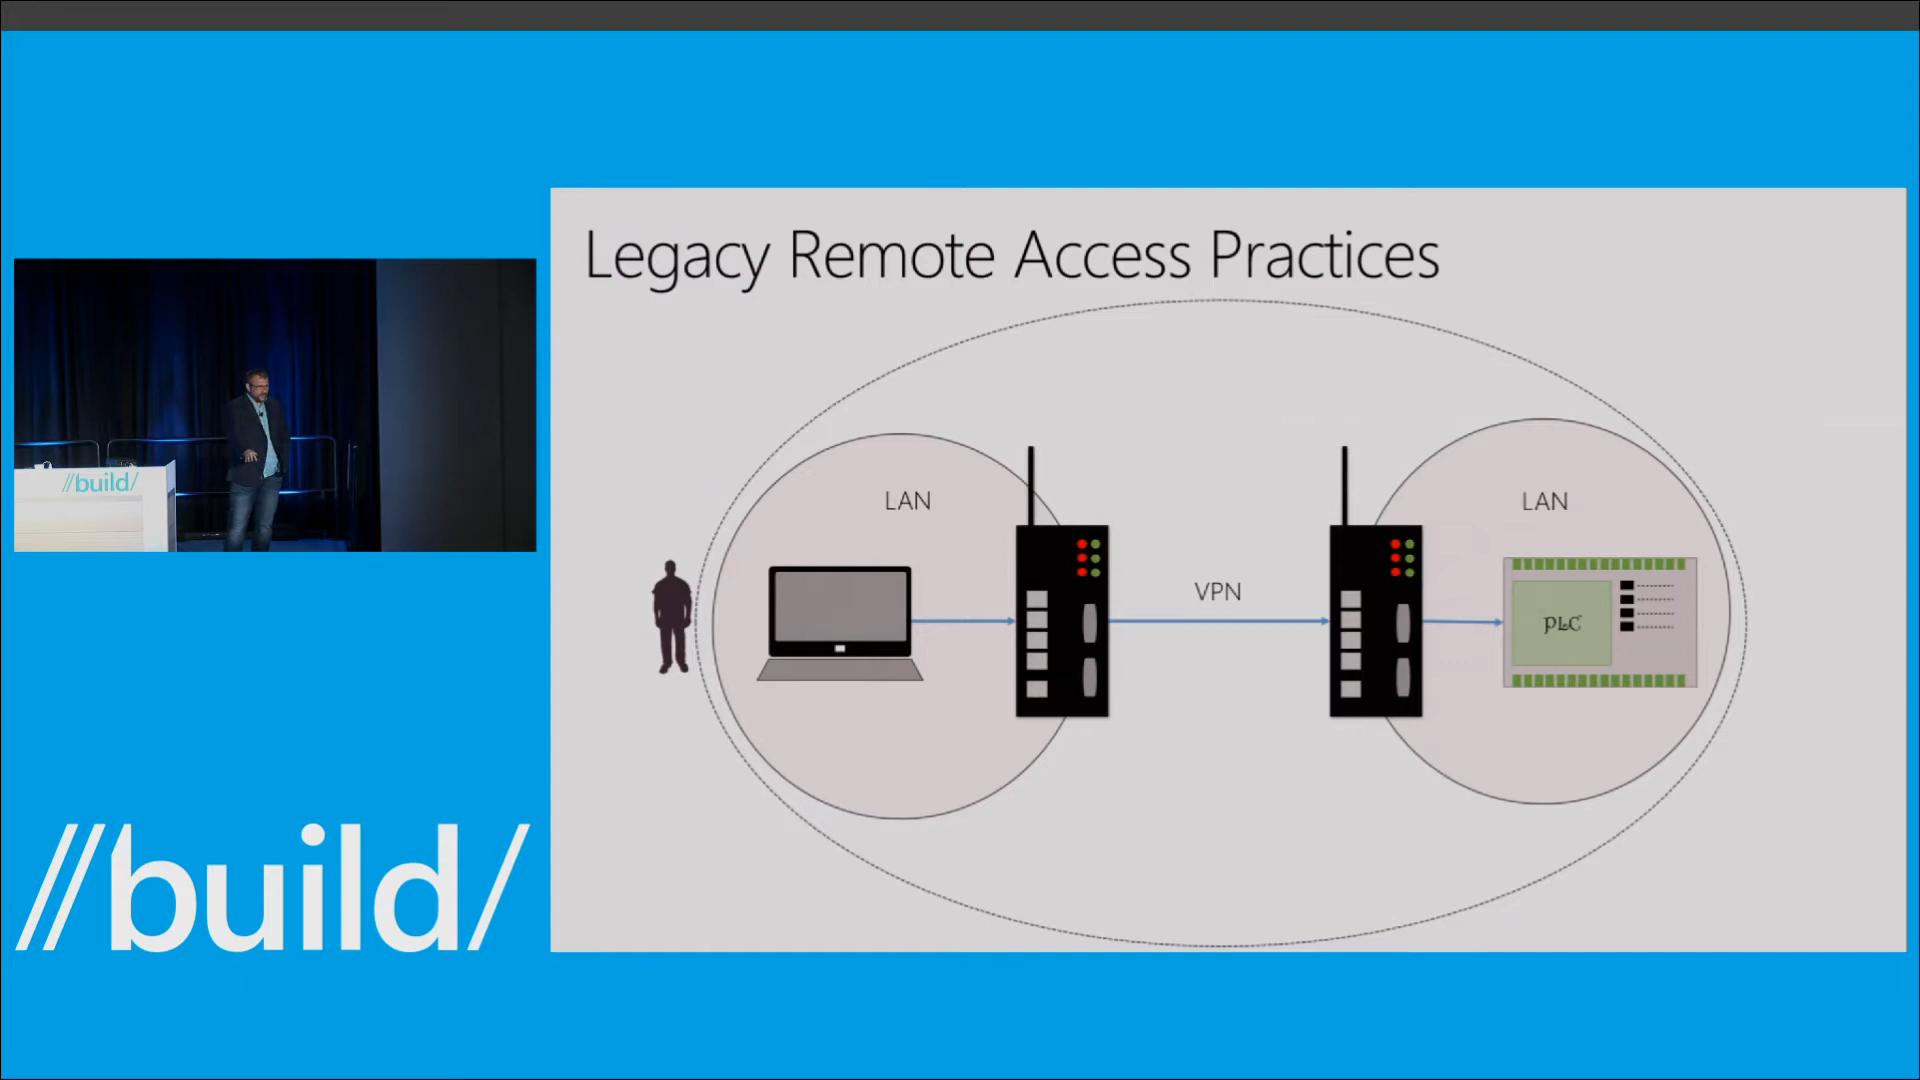 Legacy Remote Access Practices
LAN
LAN
VPN
PLC
//build/
//build/